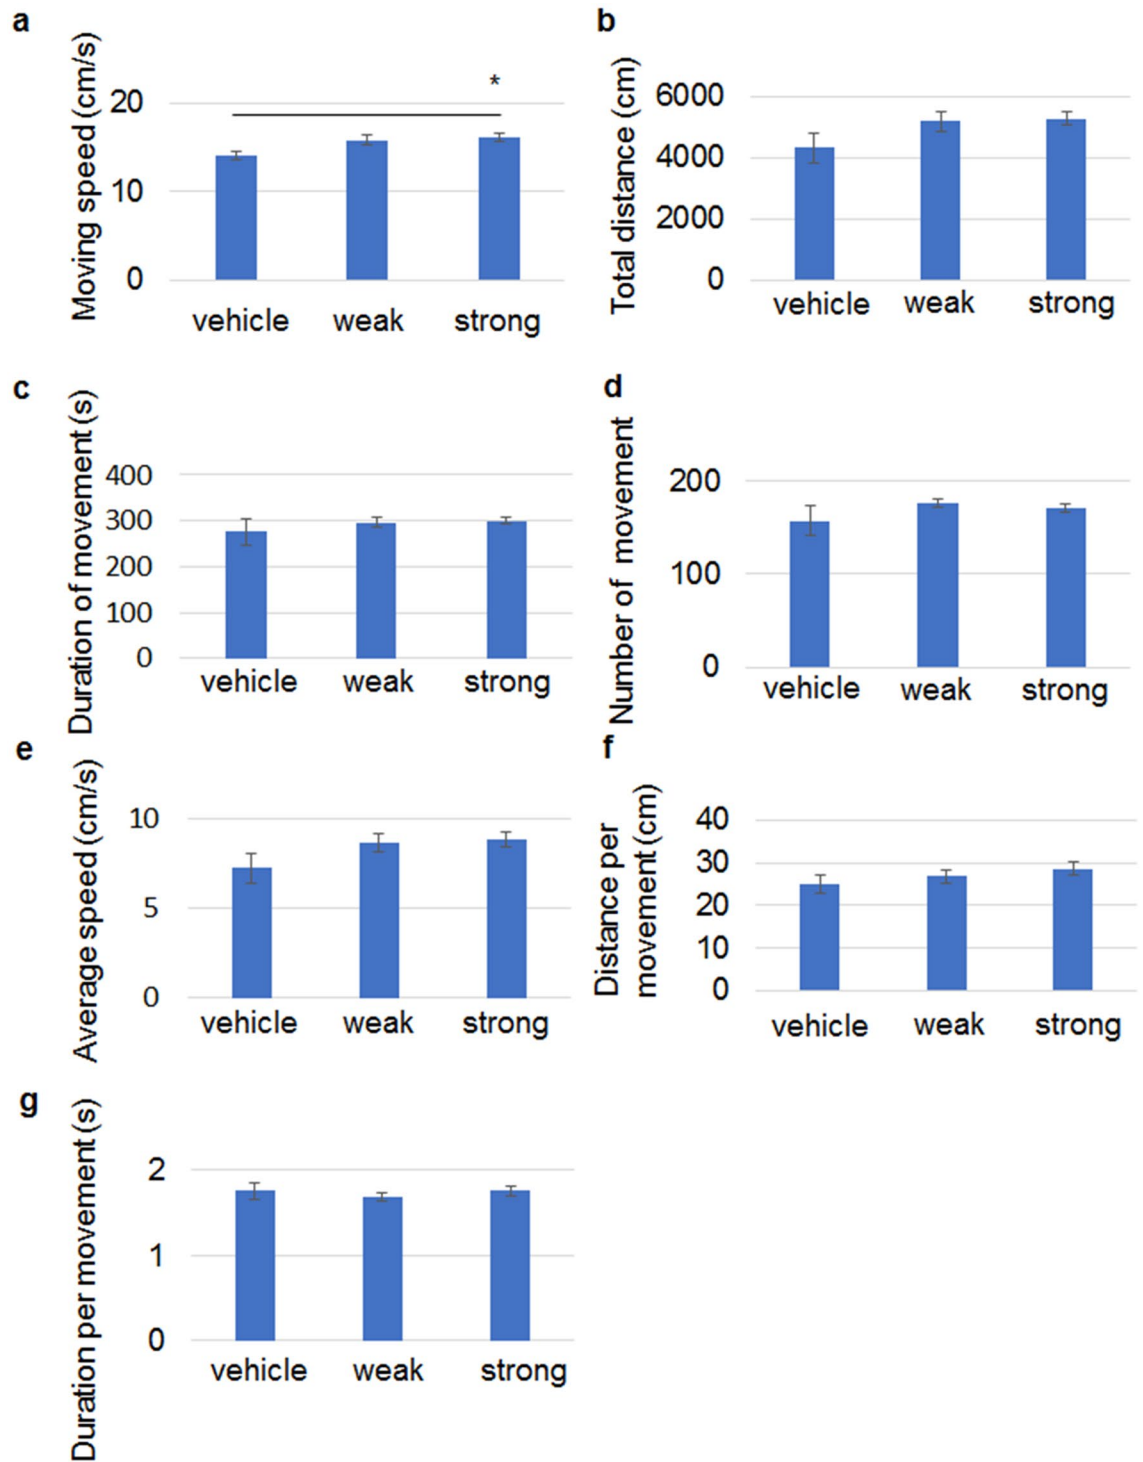 a
Moving speed (cm/s)
20
10
0
*
vehicle weak strong
b
Total distance (cm)
6000
4000
2000
0
vehicle weak strong
c
Duration of movement (s)
400
300
200
100
0
vehicle weak strong
d
Number of movement
200
100
0
vehicle weak strong
e
Average speed (cm/s)
10
5
0
vehicle weak strong
f
Distance per
movement (cm)
40
30
20
10
0
vehicle weak strong
g
Duration per movement (s)
2
1
0
vehicle weak strong